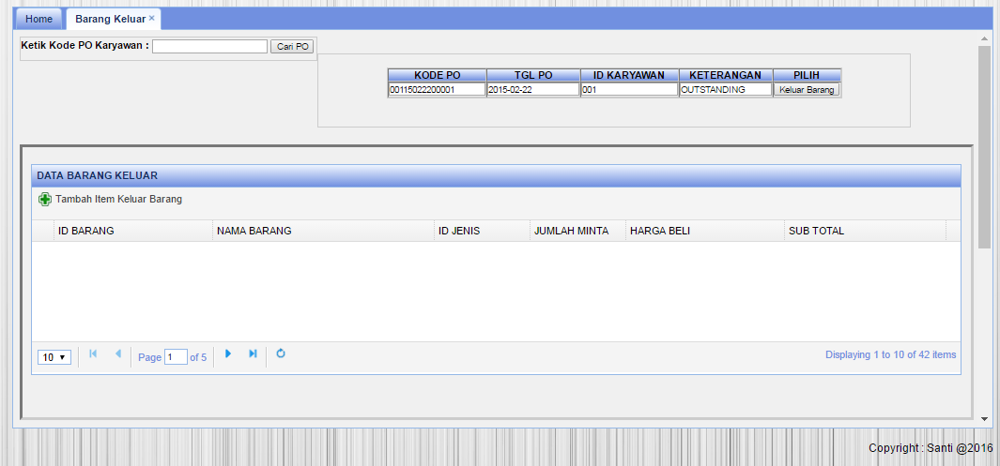 Home Barang Keluar ×
Ketik Kode PO Karyawan : Cari PO
KODE PO TGL PO ID KARYAWAN KETERANGAN PILIH
00115022200001 2015-02-22 001 OUTSTANDING Keluar Barang
DATA BARANG KELUAR
Tambah Item Keluar Barang
ID BARANG NAMA BARANG ID JENIS JUMLAH MINTA HARGA BELI SUB TOTAL
10 Page 1 of 5 Displaying 1 to 10 of 42 items
Copyright : Santi @2016